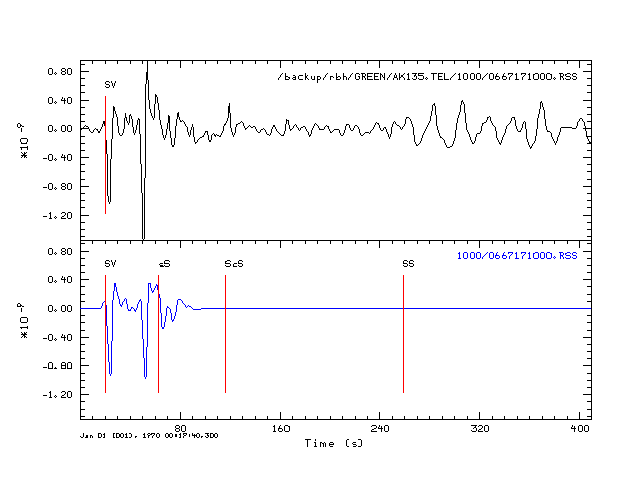 /backup/rbh/GREEN/AK135.TEL/1000/0667171000.RSS
SV
0.80
0.40
0.00
-0.40
-0.80
-1.20
*10 -9
1000/0667171000.RSS
SV sS ScS SS
0.80
0.40
0.00
-0.40
-0.80
-1.20
*10 -9
80 160 240 320 400
Jan 01 (001), 1970 00:17:40.300
Time (s)